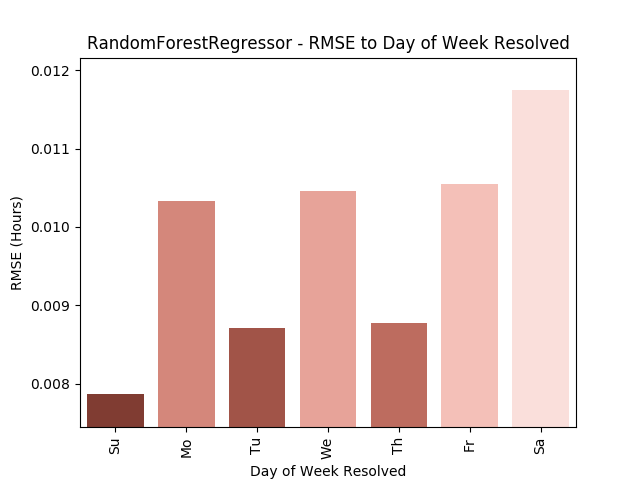 RandomForestRegressor - RMSE to Day of Week Resolved
0.012
0.011
0.010
0.009
0.008
RMSE (Hours)
Su Mo Tu We Th Fr Sa
Day of Week Resolved